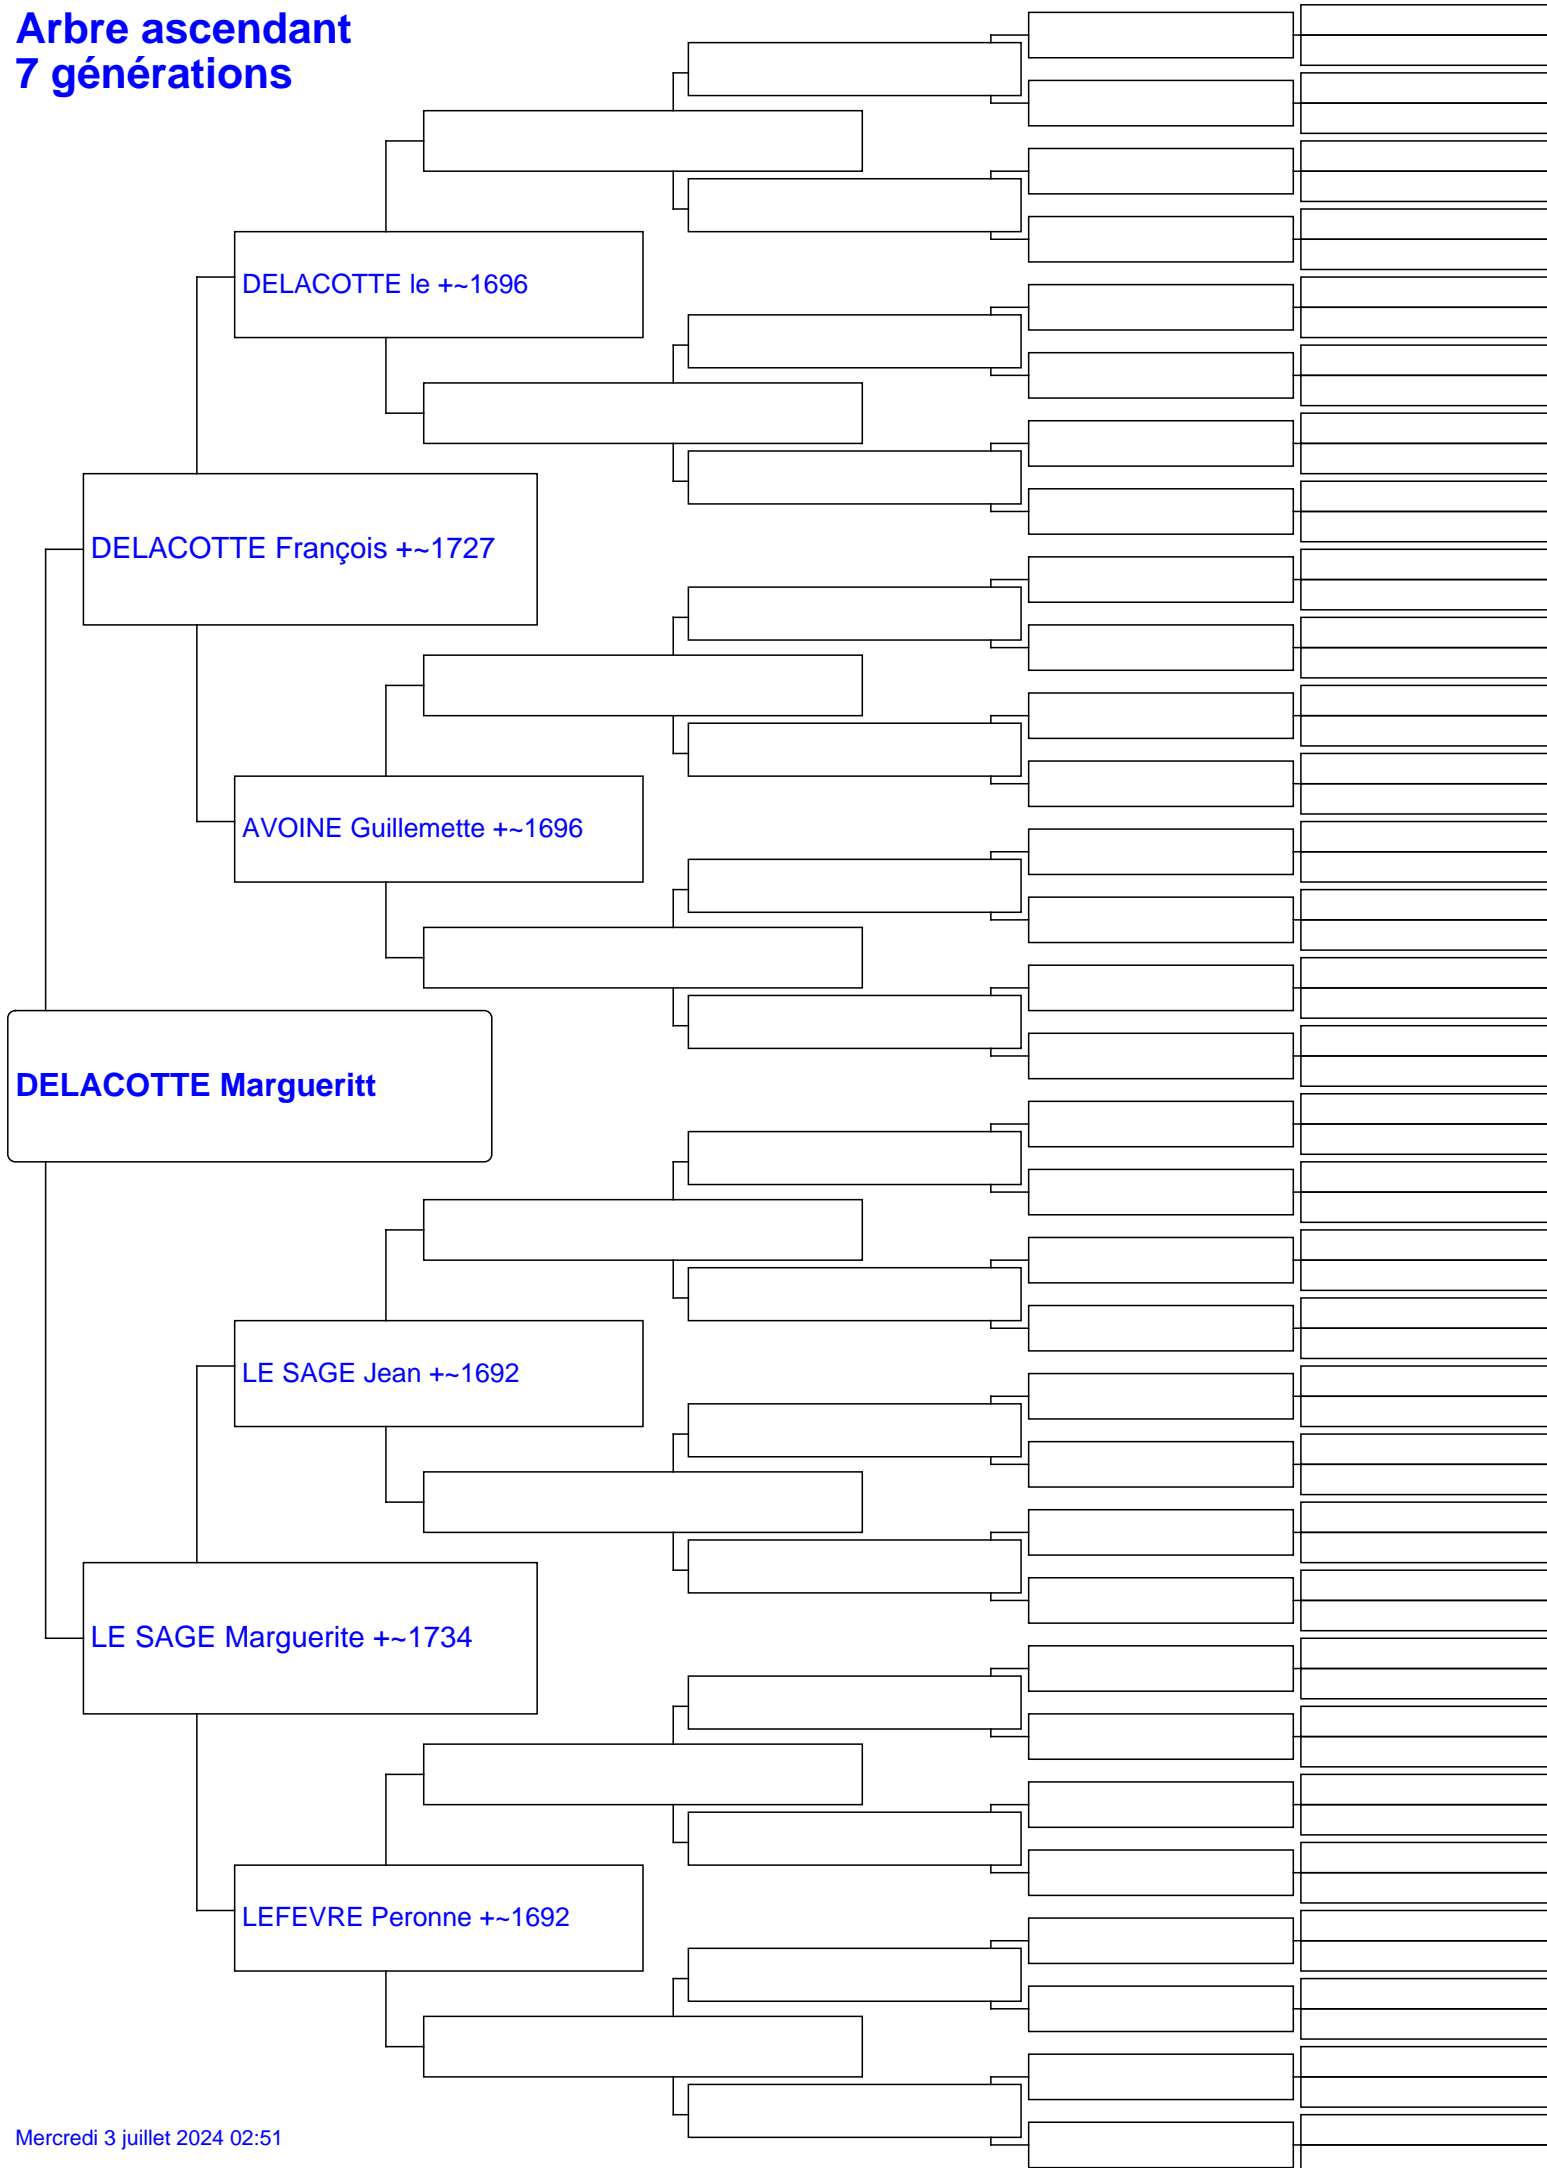 Arbre ascendant
7 générations
DELACOTTE le +~1696
DELACOTTE François +~1727
AVOINE Guillemette +~1696
DELACOTTE Margueritt
LE SAGE Jean +~1692
LE SAGE Marguerite +~1734
LEFEVRE Peronne +~1692
Mercredi 3 juillet 2024 02:51